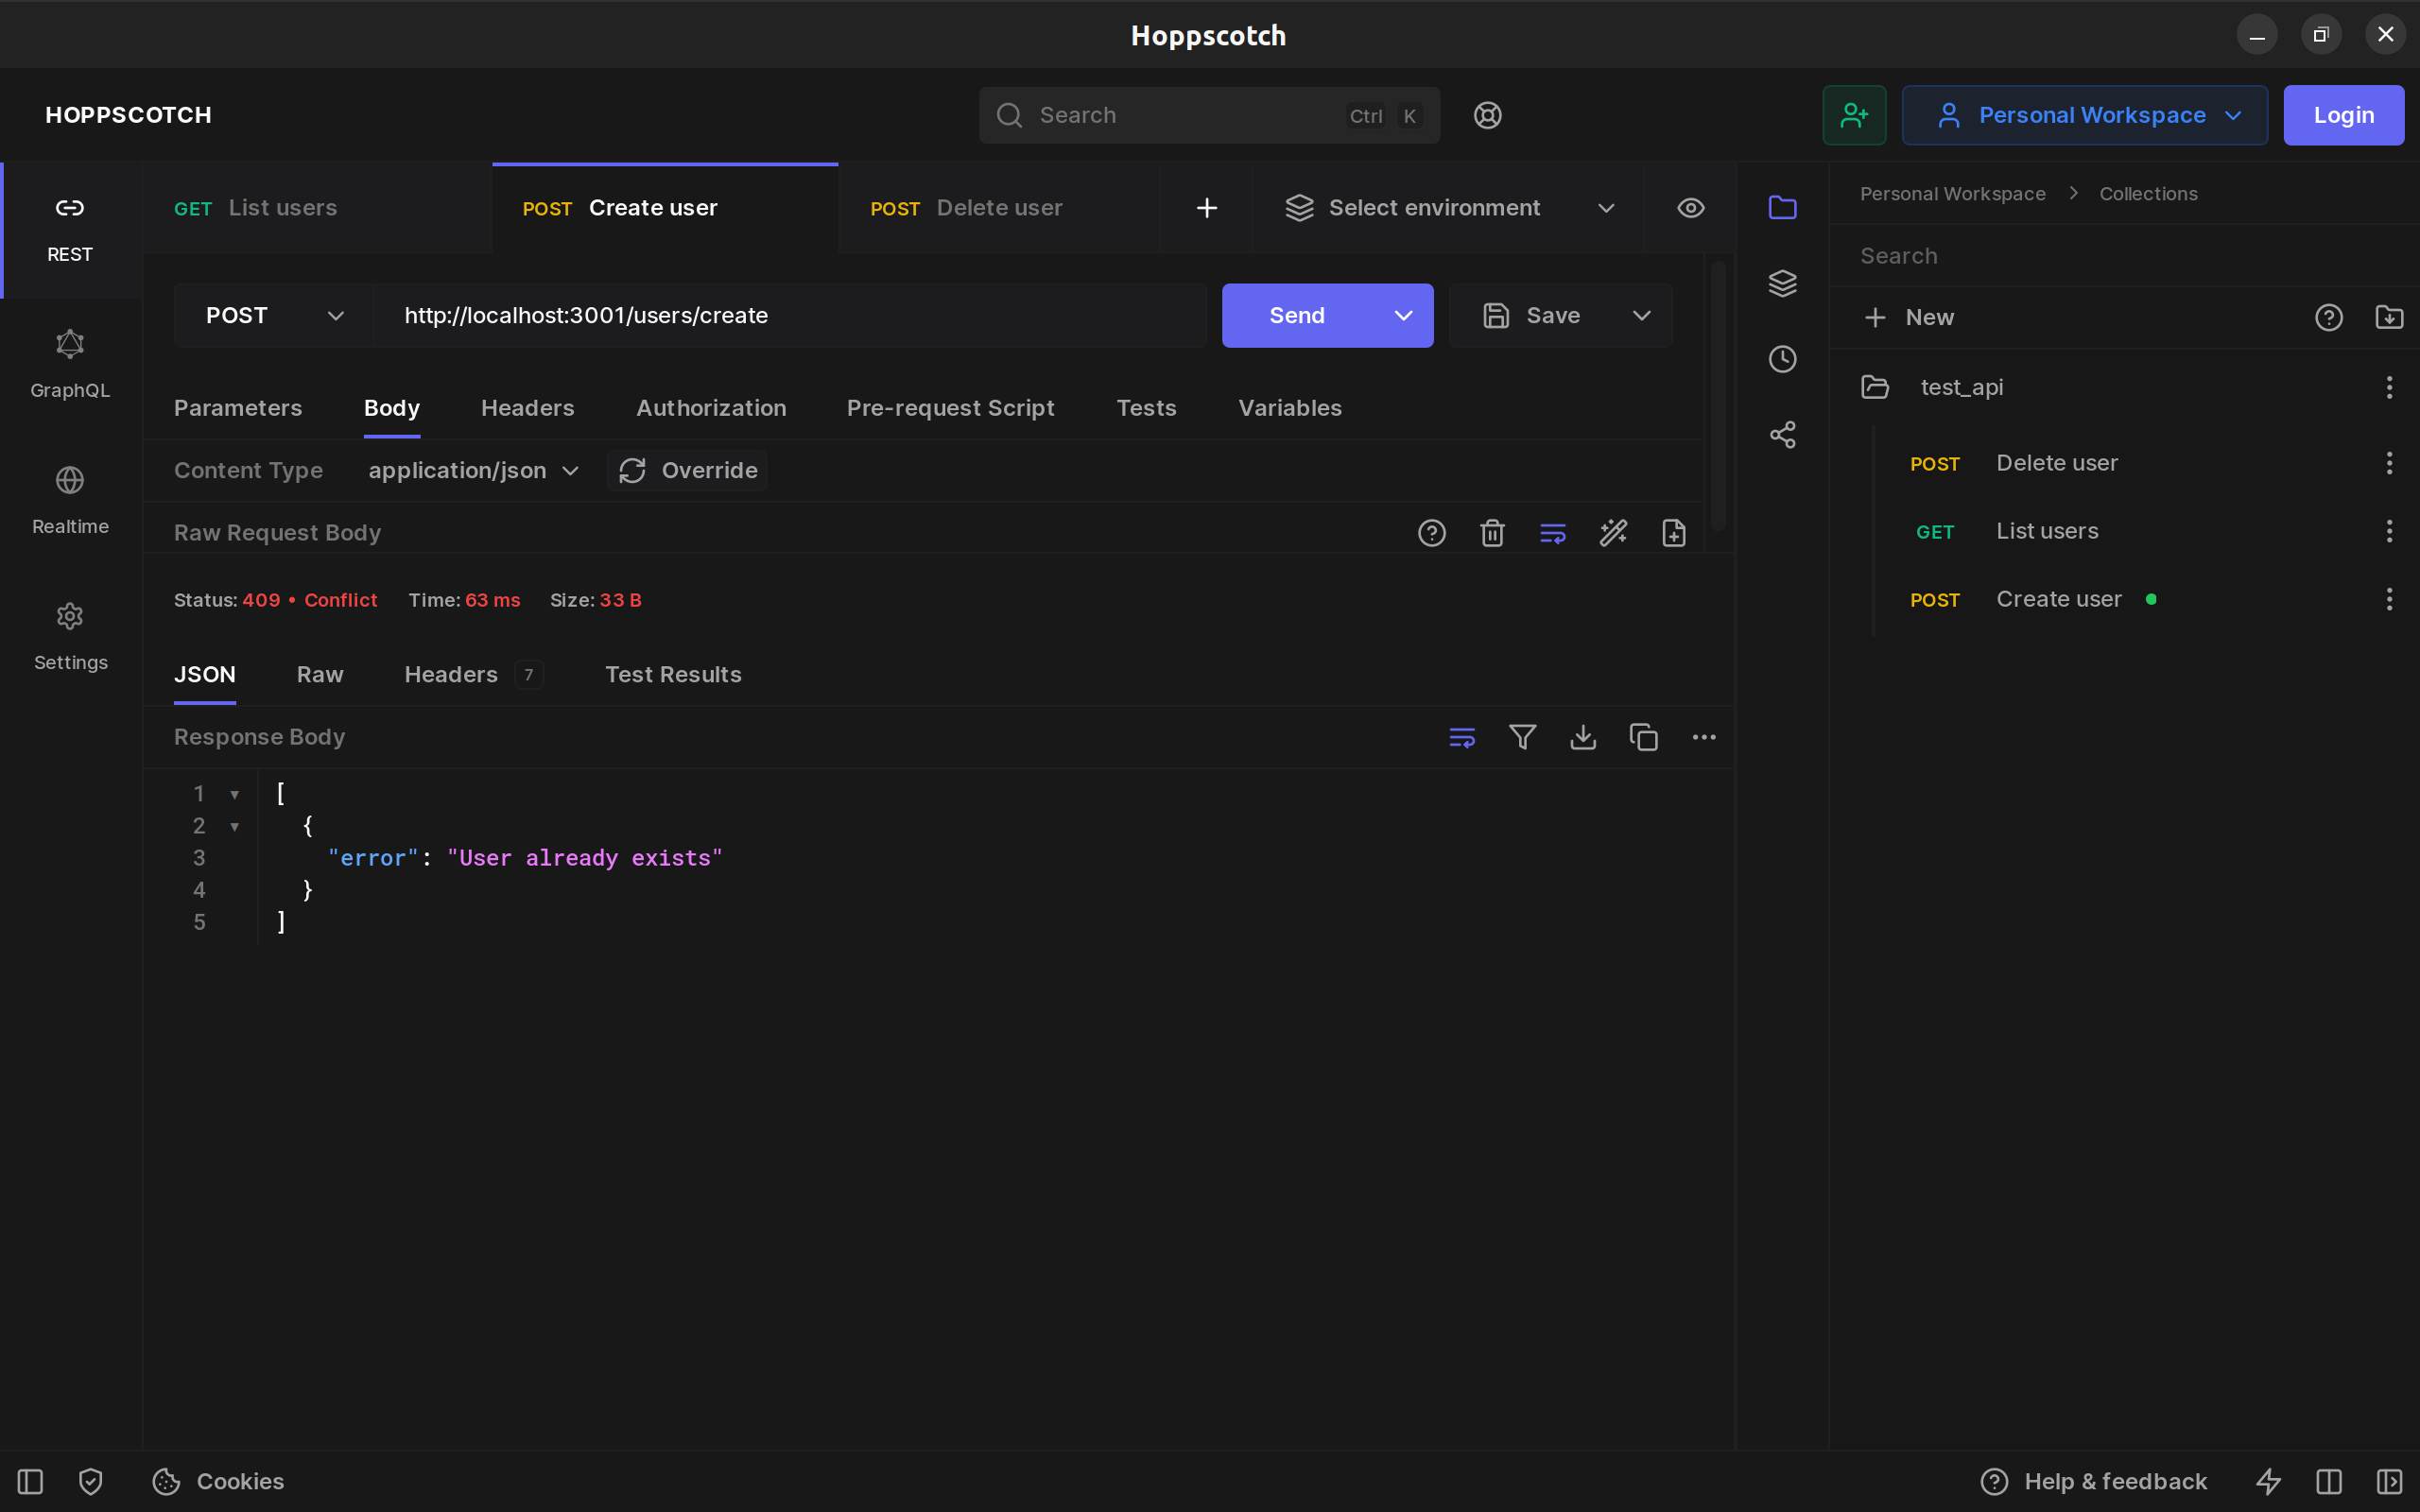 Hoppscotch
HOPPSCOTCH
Search Ctrl K
Personal Workspace
Login
REST
GraphQL
Realtime
Settings
GET List users
POST Create user
POST Delete user
Select environment
POST http://localhost:3001/users/create
Send
Save
Parameters Body Headers Authorization Pre-request Script Tests Variables
Content Type application/json Override
Raw Request Body
Status: 409 • Conflict Time: 63 ms Size: 33 B
JSON Raw Headers 7 Test Results
Response Body
1 [
2 {
3 "error": "User already exists"
4 }
5 ]
Personal Workspace Collections
Search
New
test_api
POST Delete user
GET List users
POST Create user
Cookies
Help & feedback